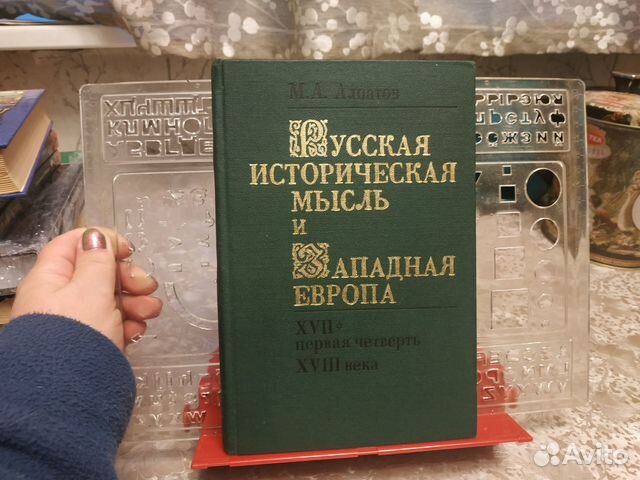 М. А. Алпатов
РУССКАЯ
ИСТОРИЧЕСКАЯ
МЫСЛЬ
И
ЗАПАДНАЯ
ЕВРОПА
XVII–
первая четверть
XVIII века
Avito